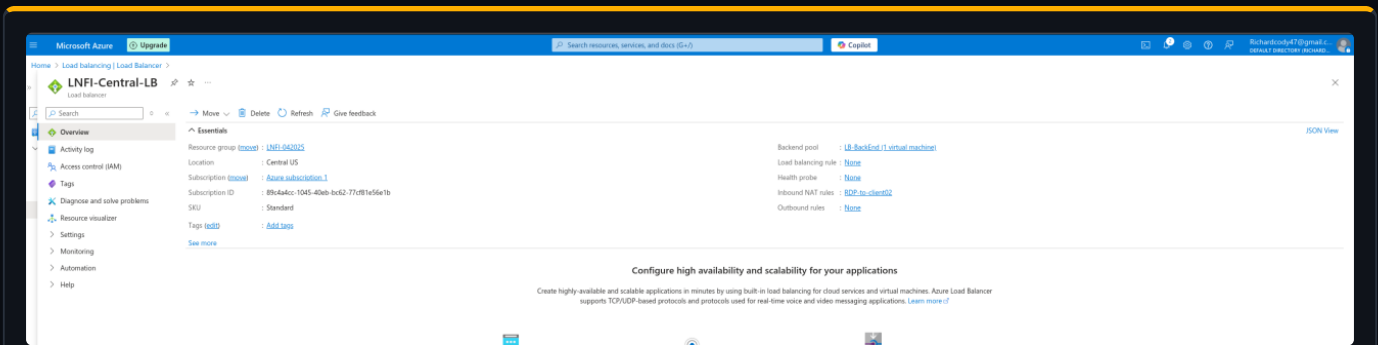 Microsoft Azure
Upgrade
Search resources, services, and docs (G+/)
Copilot
Richardcody47@gmail.c...
DEFAULT DIRECTORY (RICHARD...
Home > Load balancing | Load Balancer >
LNFI-Central-LB
Load balancer
Search
Move
Delete
Refresh
Give feedback
Overview
Activity log
Access control (IAM)
Tags
Diagnose and solve problems
Resource visualizer
Settings
Monitoring
Automation
Help
Essentials
JSON View
Resource group (move) : LNFI-042025
Location : Central US
Subscription (move) : Azure subscription 1
Subscription ID : 89c4a4cc-1045-40eb-bc62-77cf81e56e1b
SKU : Standard
Tags (edit) : Add tags
See more
Backend pool : LB-BackEnd (1 virtual machine)
Load balancing rule : None
Health probe : None
Inbound NAT rules : RDP-to-client02
Outbound rules : None
Configure high availability and scalability for your applications
Create highly-available and scalable applications in minutes by using built-in load balancing for cloud services and virtual machines. Azure Load Balancer
supports TCP/UDP-based protocols and protocols used for real-time voice and video messaging applications. Learn more